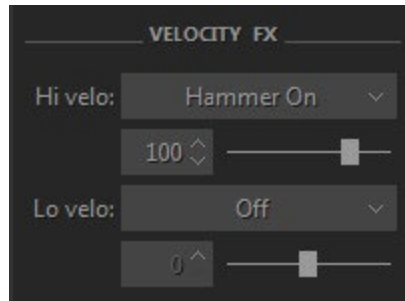 VELOCITY FX
Hi velo: Hammer On
100
Lo velo: Off
0